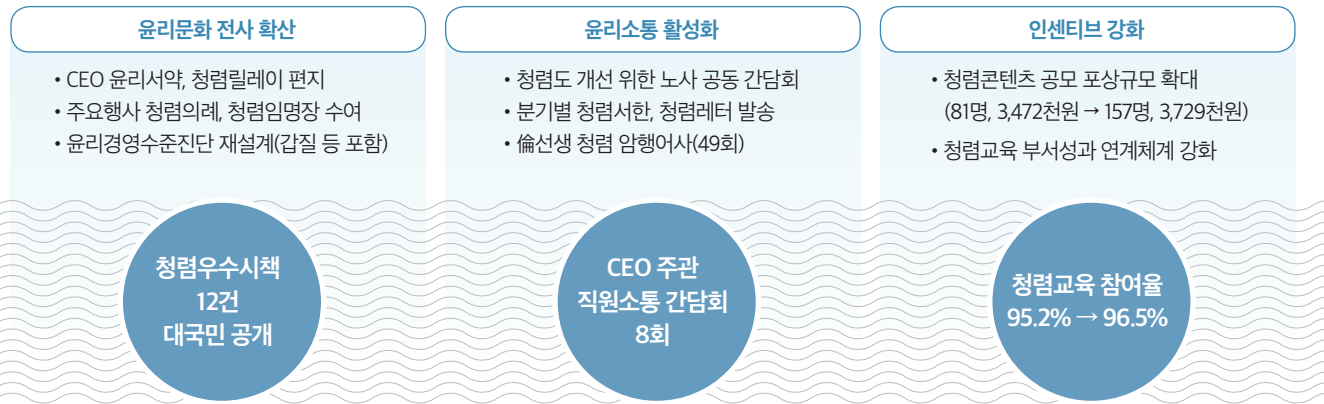 윤리문화 전사 확산
• CEO 윤리서약, 청렴릴레이 편지
• 주요행사 청렴의례, 청렴임명장 수여
• 윤리경영수준진단 재설계(갑질 등 포함)
청렴우수시책
12건
대국민 공개
윤리소통 활성화
• 청렴도 개선 위한 노사 공동 간담회
• 분기별 청렴서한, 청렴레터 발송
• 倫선생 청렴 암행어사(49회)
CEO 주관
직원소통 간담회
8회
인센티브 강화
• 청렴콘텐츠 공모 포상규모 확대
(81명, 3,472천원 → 157명, 3,729천원)
• 청렴교육 부서성과 연계체계 강화
청렴교육 참여율
95.2% → 96.5%